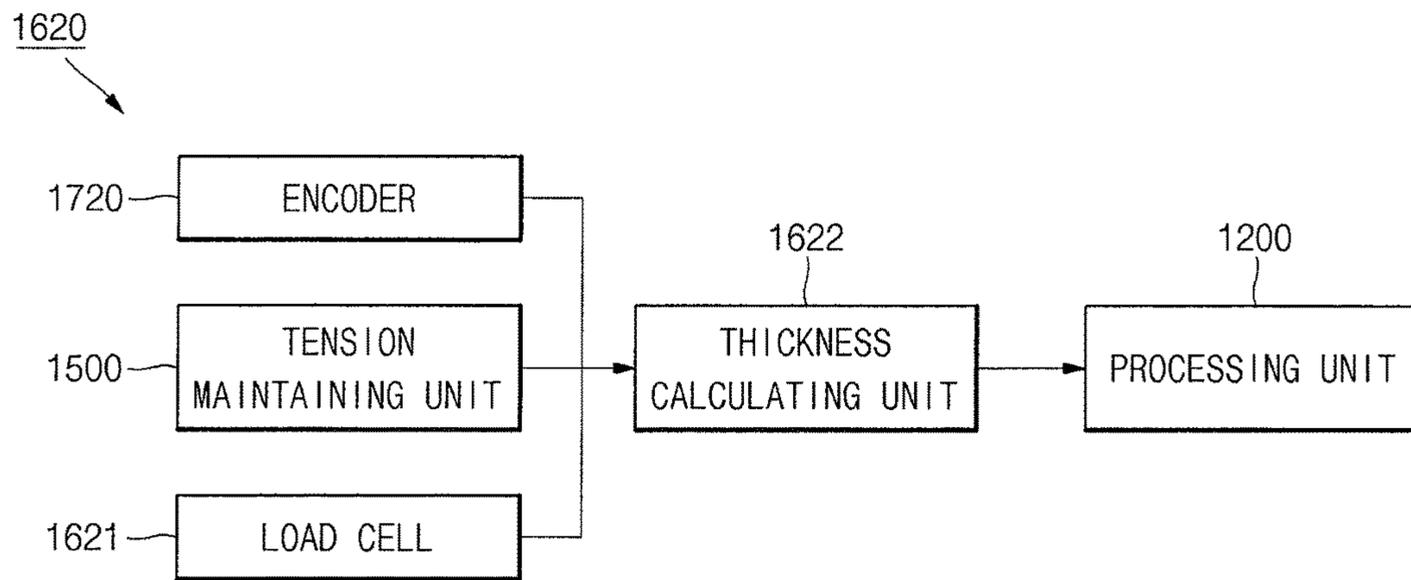 1620
1720
ENCODER
1622
1200
1500
TENSION
MAINTAINING UNIT
THICKNESS
CALCULATING UNIT
PROCESSING UNIT
1621
LOAD CELL